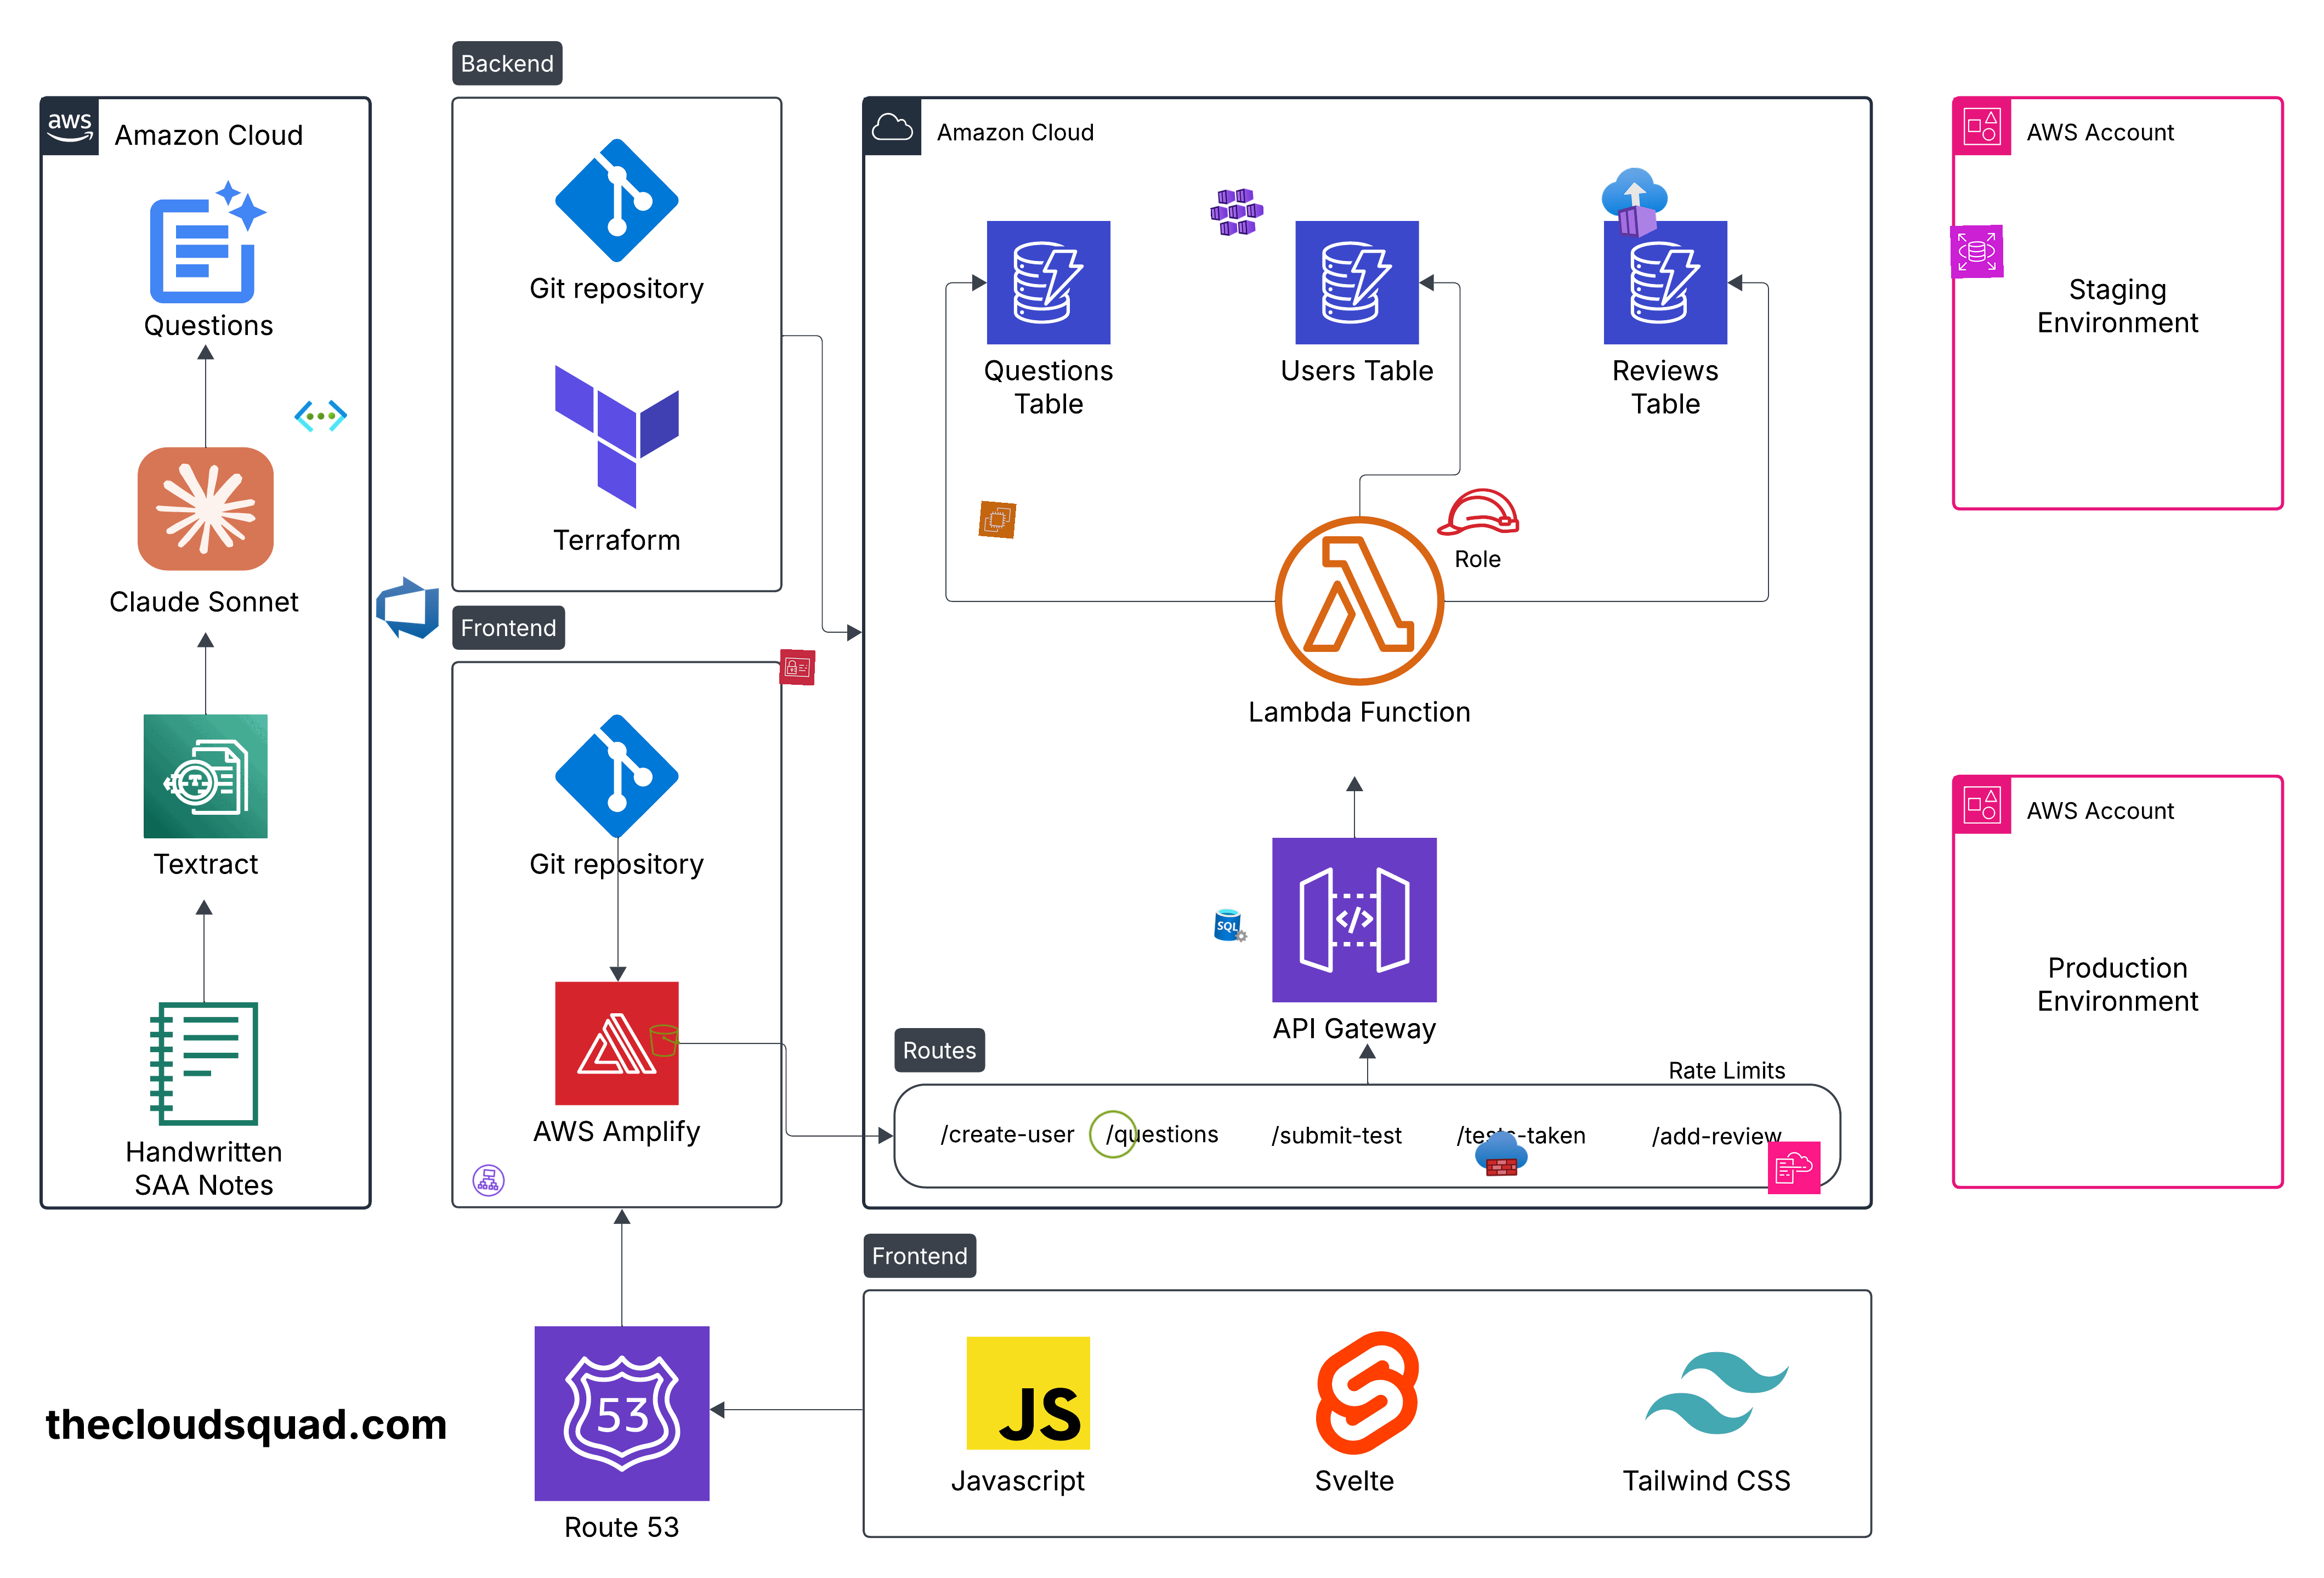 Backend
aws
Amazon Cloud
Questions
Claude Sonnet
Textract
Handwritten
SAA Notes
Git repository
Terraform
Frontend
Git repository
AWS Amplify
Amazon Cloud
Questions
Table
Users Table
Reviews
Table
Role
Lambda Function
SQL
API Gateway
Routes
Rate Limits
/create-user
/questions
/submit-test
/tests-taken
/add-review
AWS Account
Staging
Environment
AWS Account
Production
Environment
Frontend
JS
Javascript
Svelte
Tailwind CSS
53
Route 53
thecloudsquad.com